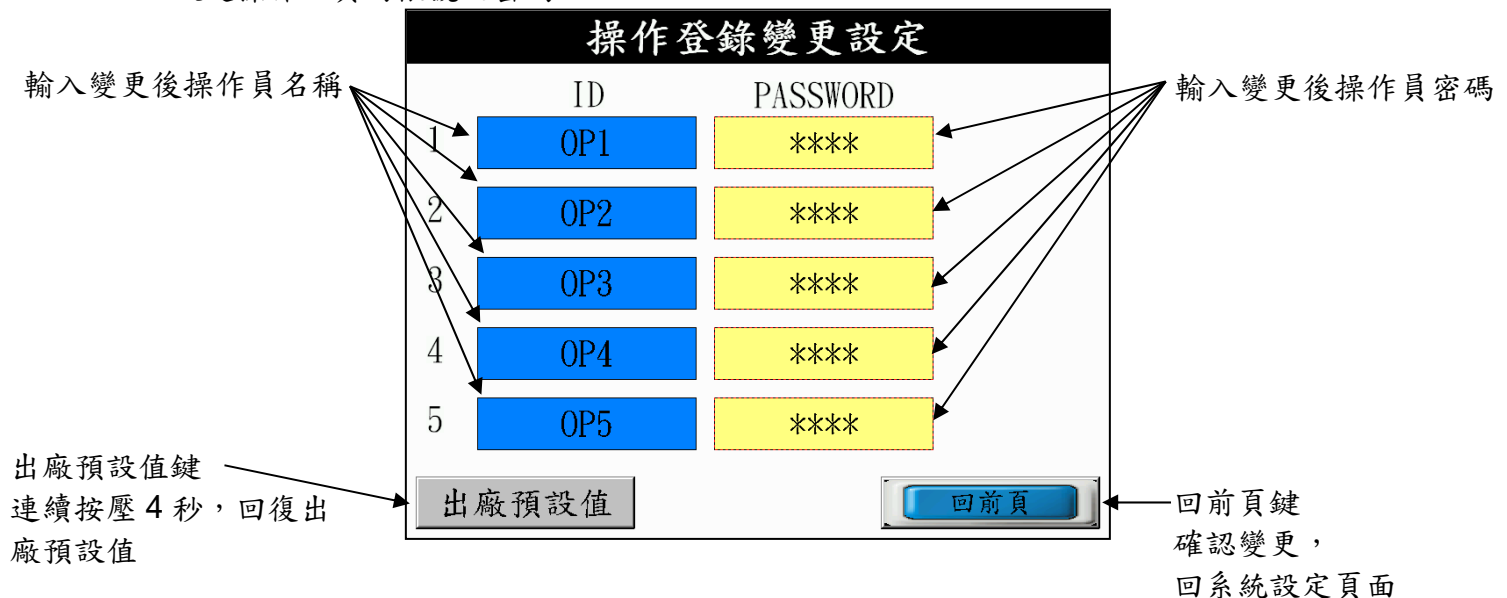 操作登錄變更設定
輸入變更後操作員名稱
ID PASSWORD
輸入變更後操作員密碼
1 OP1 ****
2 OP2 ****
3 OP3 ****
4 OP4 ****
5 OP5 ****
出廠預設值鍵
連續按壓 4 秒，回復出
廠預設值
出廠預設值
回前頁
回前頁鍵
確認變更，
回系統設定頁面